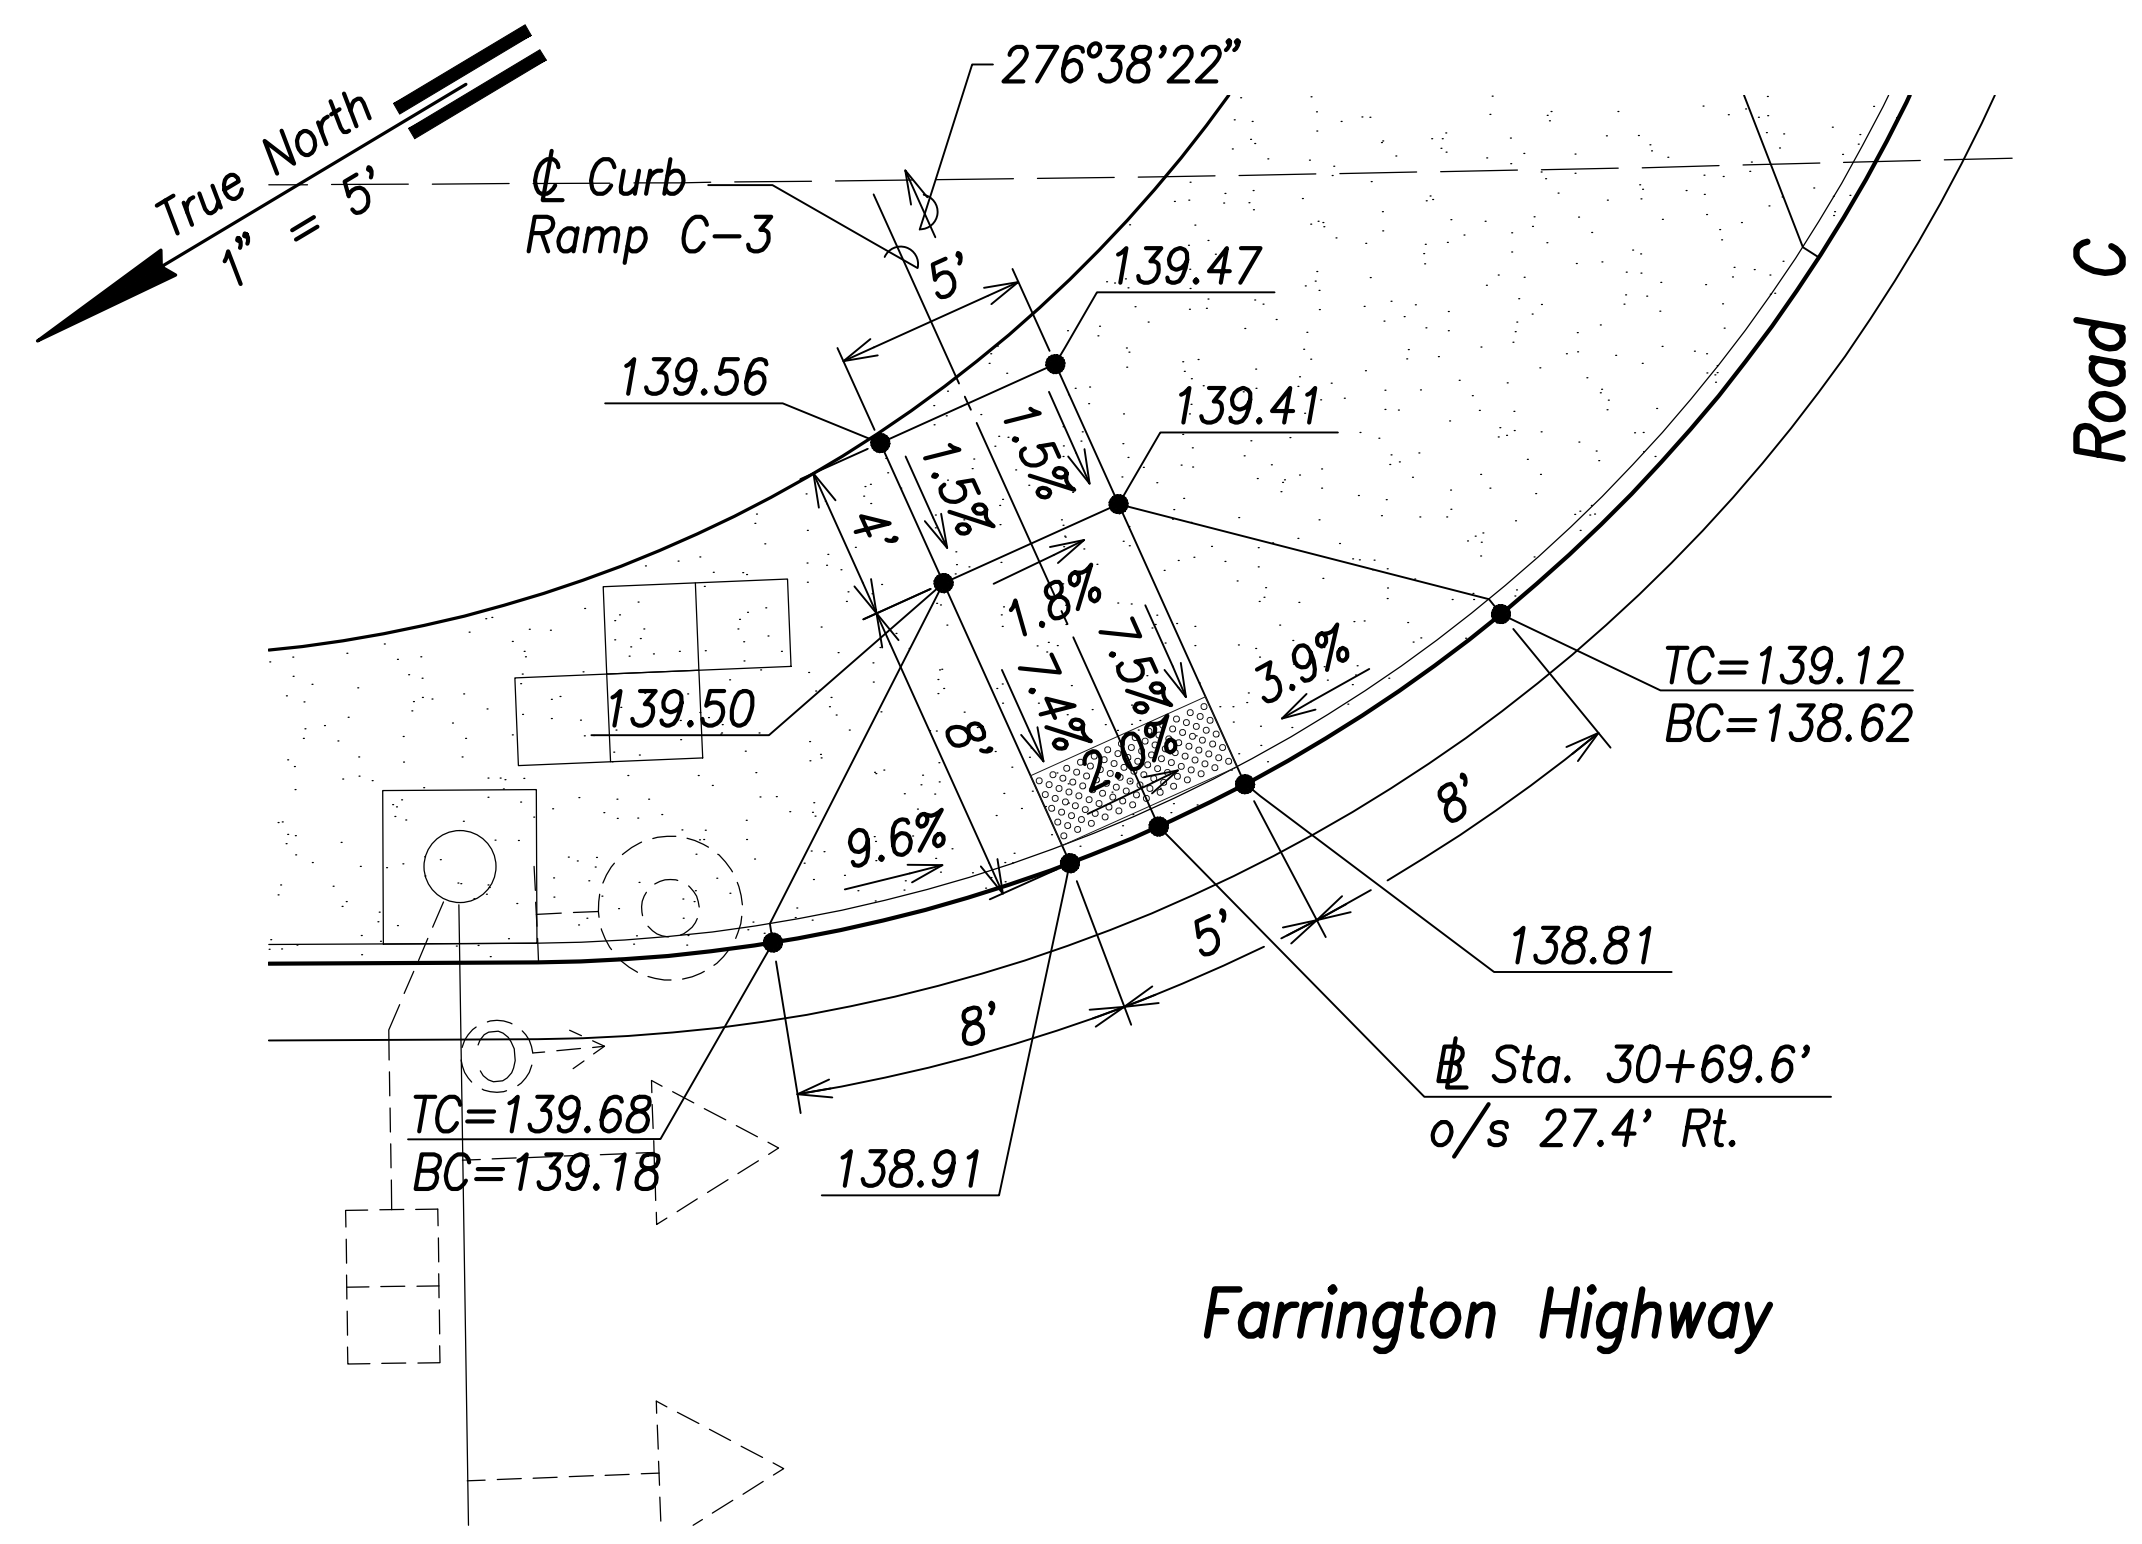 276°38'22"
True North
1" = 5'
℄ Curb
Ramp C-3
5'
139.47
139.56
139.41
1.5%
1.5%
4'
1.8%
7.5%
7.4%
3.9%
139.50
8'
2.0%
TC=139.12
BC=138.62
9.6%
8'
5'
138.81
8'
TC=139.68
BC=139.18
138.91
BL Sta. 30+69.6'
o/s 27.4' Rt.
Road C
Farrington Highway